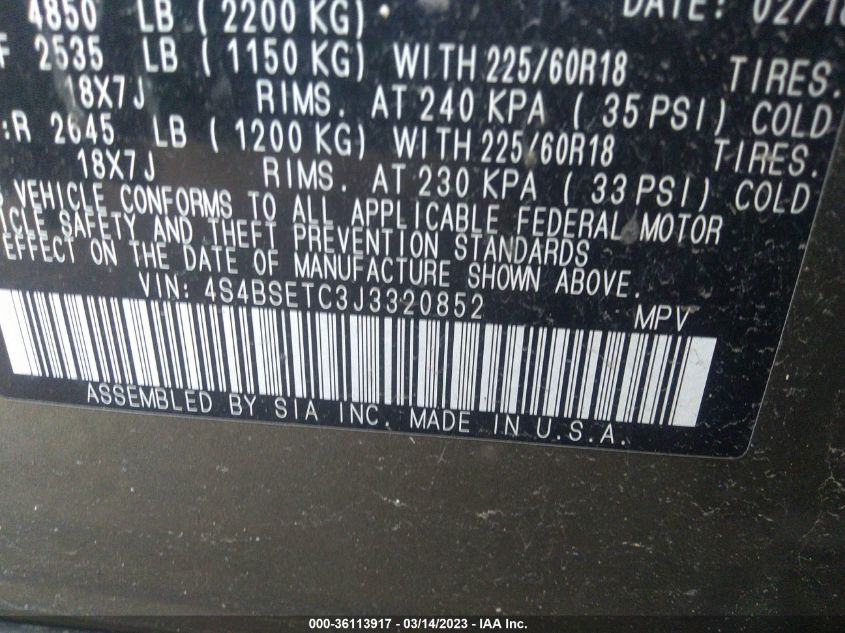 4850 LB (2200 KG) DATE: 02/18
F 2535 LB (1150 KG) WITH 225/60R18 TIRES.
18X7J RIMS. AT 240 KPA (35 PSI) COLD
:R 2645 LB (1200 KG) WITH 225/60R18 TIRES.
18X7J RIMS. AT 230 KPA (33 PSI) COLD
VEHICLE CONFORMS TO ALL APPLICABLE FEDERAL MOTOR
ICLE SAFETY AND THEFT PREVENTION STANDARDS
EFFECT ON THE DATE OF MANUFACTURE SHOWN ABOVE.
VIN: 4S4BSETC3J3320852 MPV
ASSEMBLED BY SIA INC. MADE IN U.S.A.
000-36113917 - 03/14/2023 - IAA Inc.